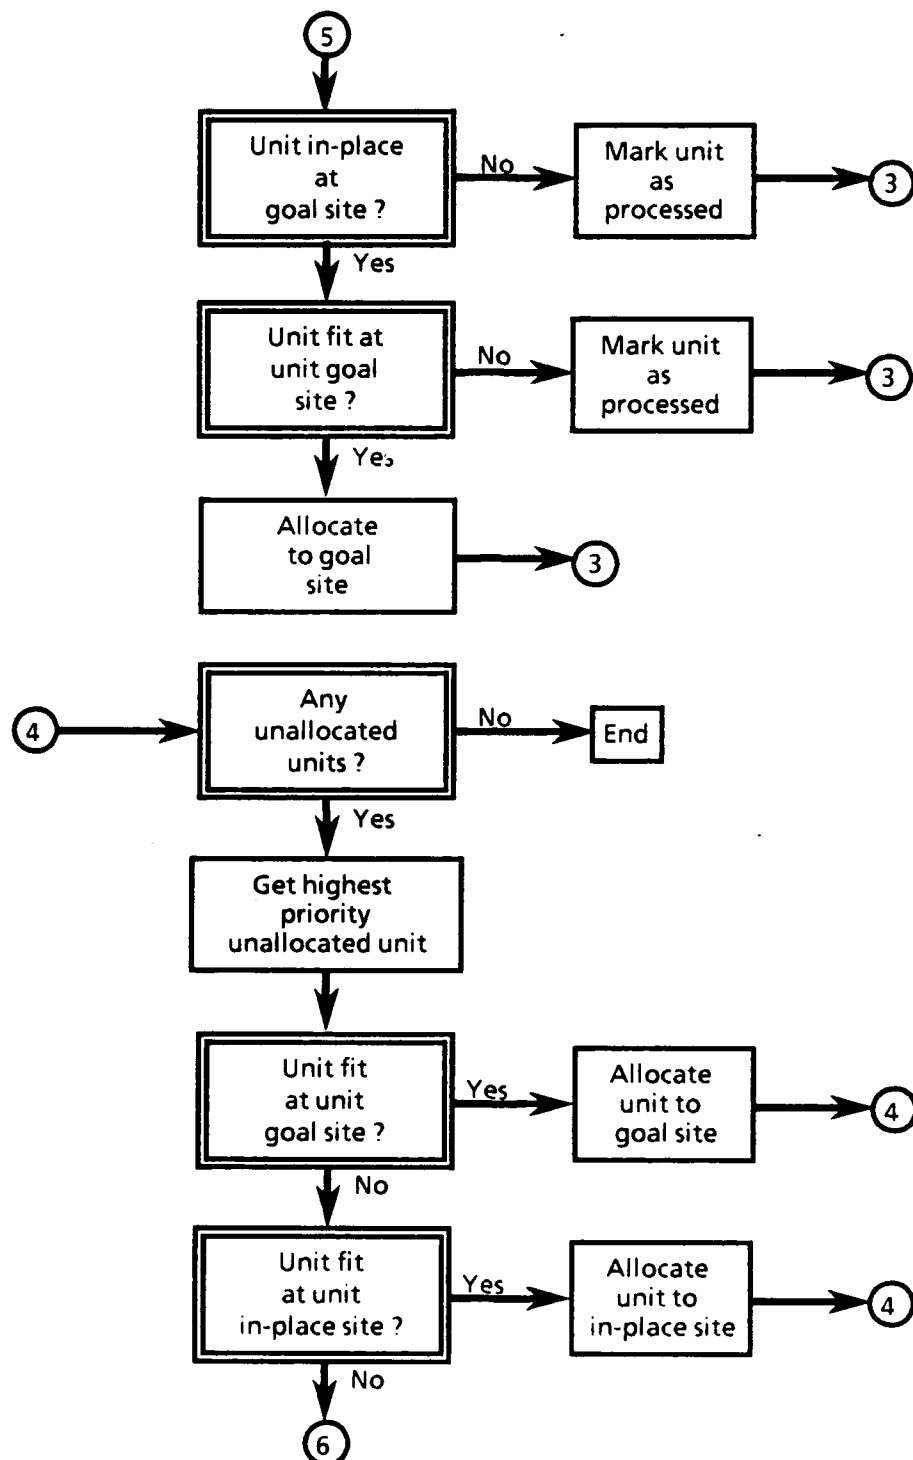 5
Unit in-place
at
goal site ?
No
Mark unit
as
processed
3
Yes
Unit fit at
unit goal
site ?
No
Mark unit
as
processed
3
Yes
Allocate
to goal
site
3
4
Any
unallocated
units ?
No
End
Yes
Get highest
priority
unallocated unit
Unit fit
at unit
goal site ?
Yes
Allocate
unit to
goal site
4
No
Unit fit
at unit
in-place site ?
Yes
Allocate
unit to
in-place site
4
No
6